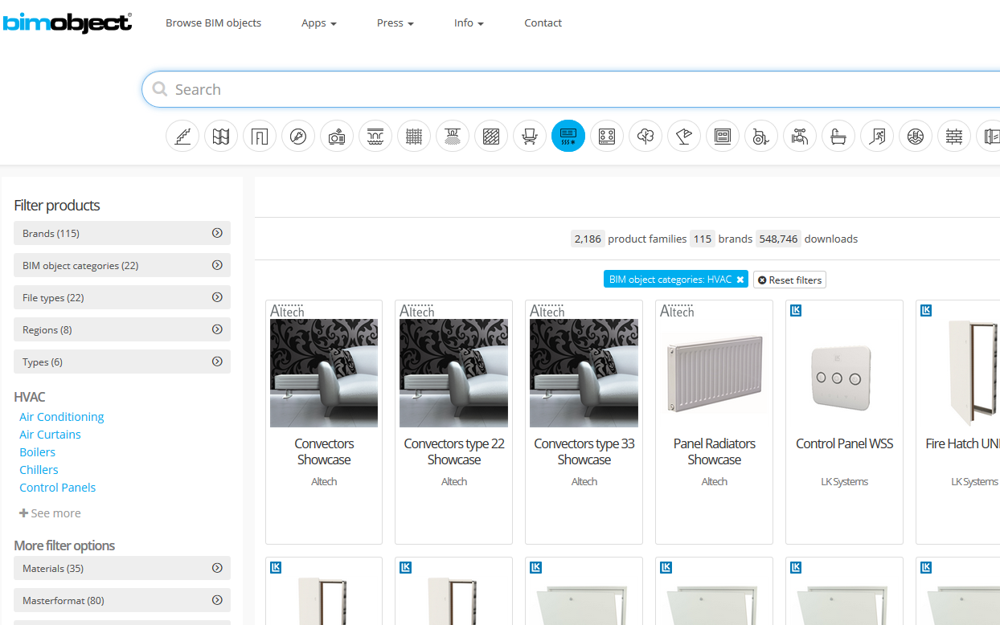 bimobject®
Browse BIM objects Apps Press Info Contact
Search
Filter products
Brands (115)
BIM object categories (22)
File types (22)
Regions (8)
Types (6)
HVAC
Air Conditioning
Air Curtains
Boilers
Chillers
Control Panels
See more
More filter options
Materials (35)
Masterformat (80)
2,186 product families 115 brands 548,746 downloads
BIM object categories: HVAC Reset filters
Altech
Convectors
Showcase
Altech
Altech
Convectors type 22
Showcase
Altech
Altech
Convectors type 33
Showcase
Altech
Altech
Panel Radiators
Showcase
Altech
LK
Control Panel WSS
LK Systems
LK
Fire Hatch UNI
LK Systems
LK
LK
LK
LK
LK
LK